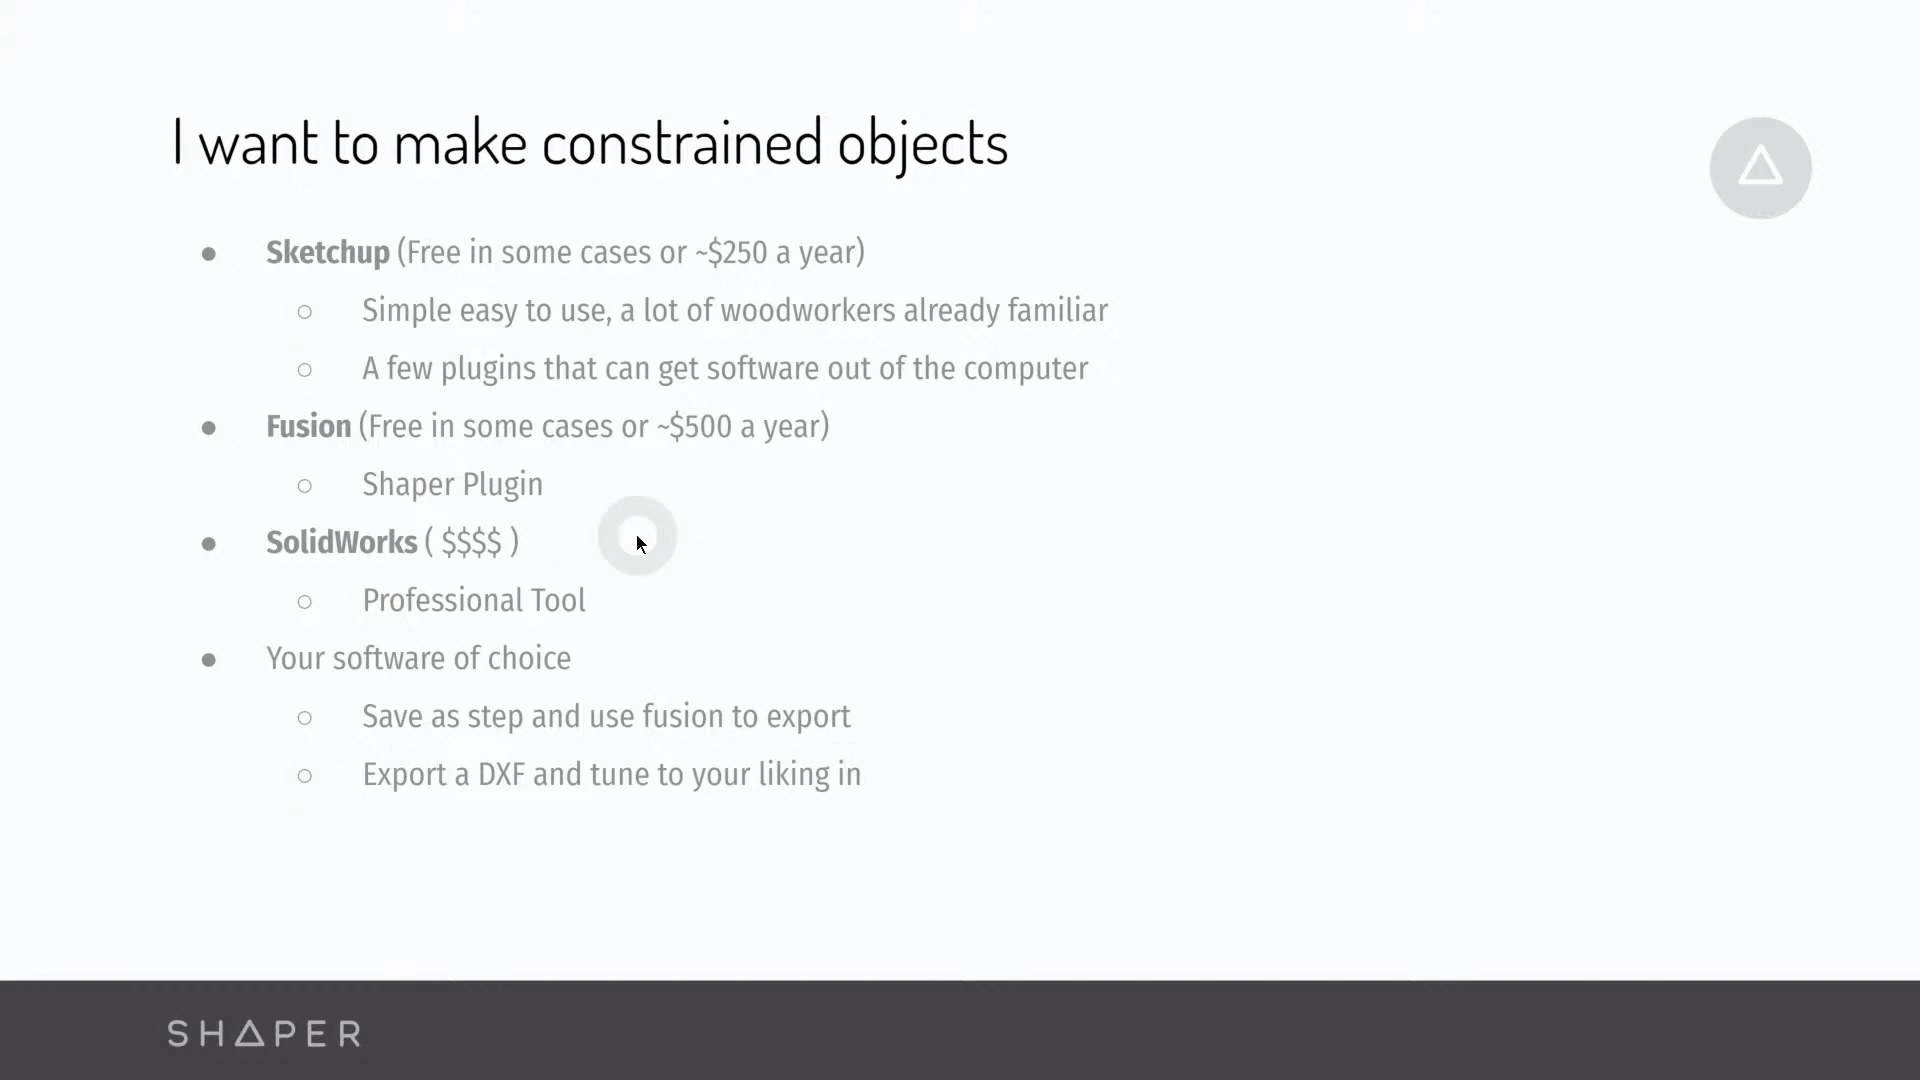 I want to make constrained objects
● Sketchup (Free in some cases or ~$250 a year)
○ Simple easy to use, a lot of woodworkers already familiar
○ A few plugins that can get software out of the computer
● Fusion (Free in some cases or ~$500 a year)
○ Shaper Plugin
● SolidWorks ( $$$$ )
○ Professional Tool
● Your software of choice
○ Save as step and use fusion to export
○ Export a DXF and tune to your liking in
SHAPER